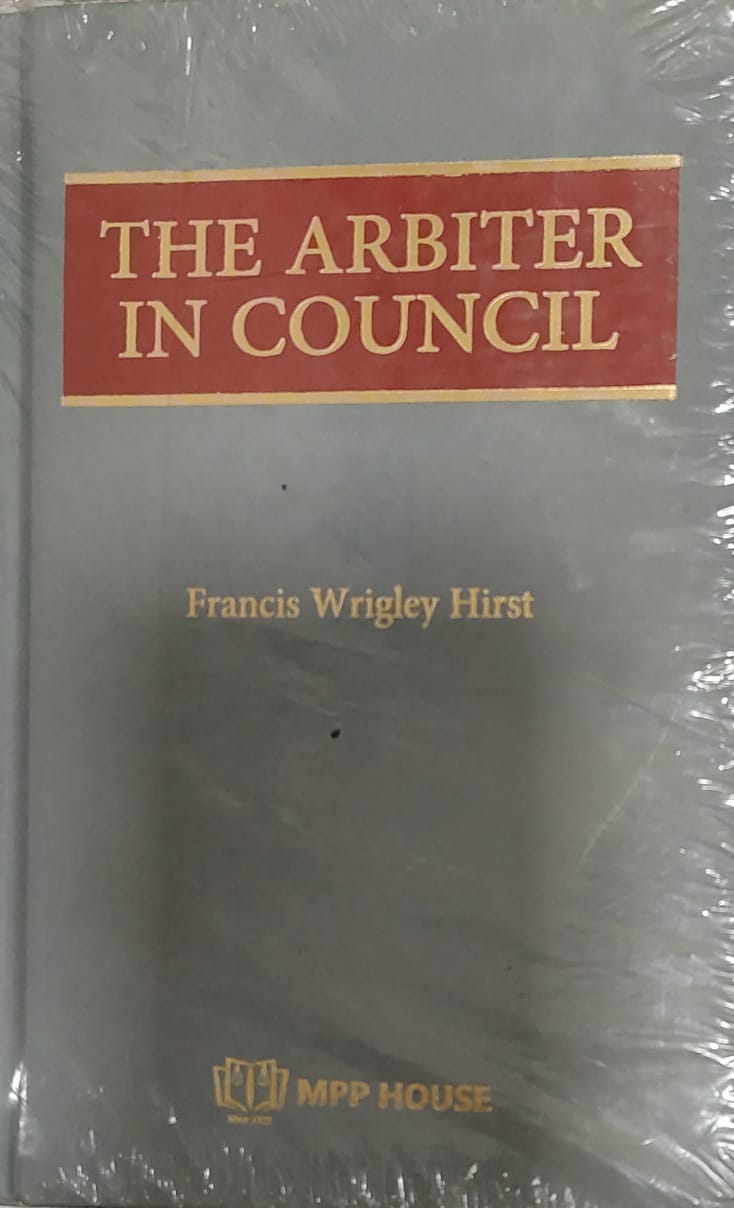 THE ARBITER
IN COUNCIL
Francis Wrigley Hirst
MPP HOUSE